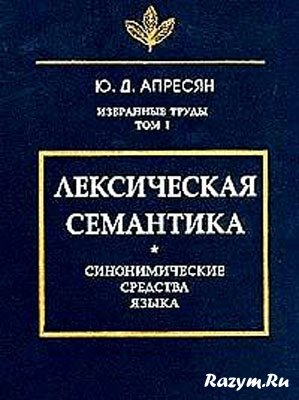 Ю. Д. АПРЕСЯН
ИЗБРАННЫЕ ТРУДЫ
ТОМ I
ЛЕКСИЧЕСКАЯ
СЕМАНТИКА
*
СИНОНИМИЧЕСКИЕ
СРЕДСТВА
ЯЗЫКА
Razym.Ru